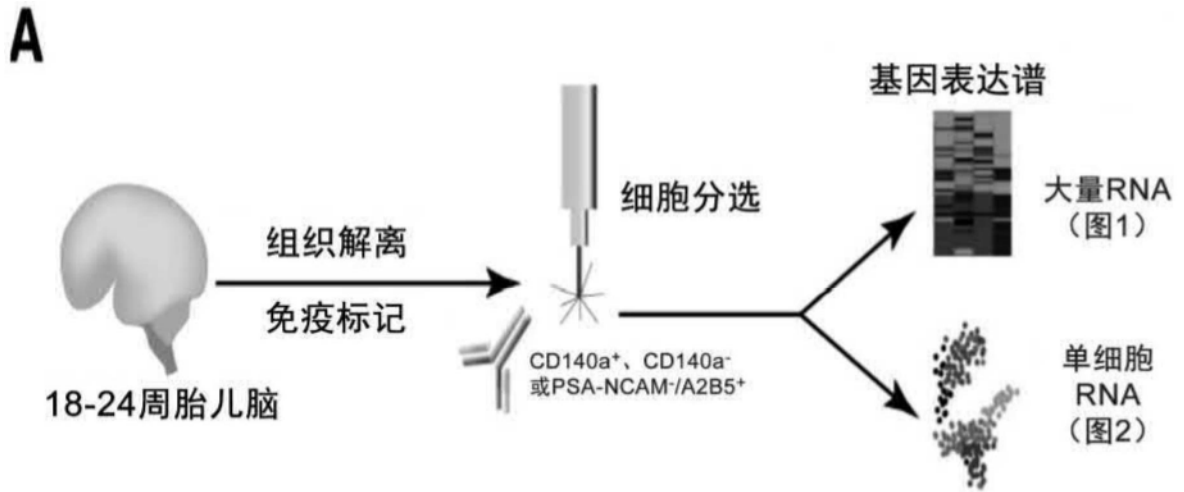 A
18-24周胎儿脑
组织解离
免疫标记
细胞分选
CD140a⁺、CD140a⁻
或PSA-NCAM⁻/A2B5⁺
基因表达谱
大量RNA
（图1）
单细胞
RNA
（图2）